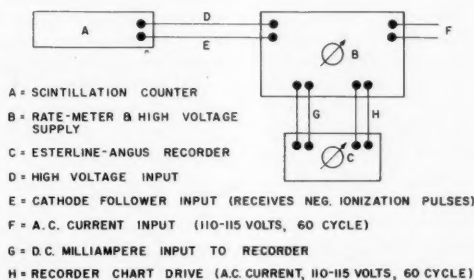 A
D
E
F
B
G
H
C
A = SCINTILLATION COUNTER
B = RATE-METER & HIGH VOLTAGE
SUPPLY
C = ESTERLINE-ANGUS RECORDER
D = HIGH VOLTAGE INPUT
E = CATHODE FOLLOWER INPUT (RECEIVES NEG. IONIZATION PULSES)
F = A.C. CURRENT INPUT (110-115 VOLTS, 60 CYCLE)
G = D.C. MILLIAMPERE INPUT TO RECORDER
H = RECORDER CHART DRIVE (A.C. CURRENT, 110-115 VOLTS, 60 CYCLE)